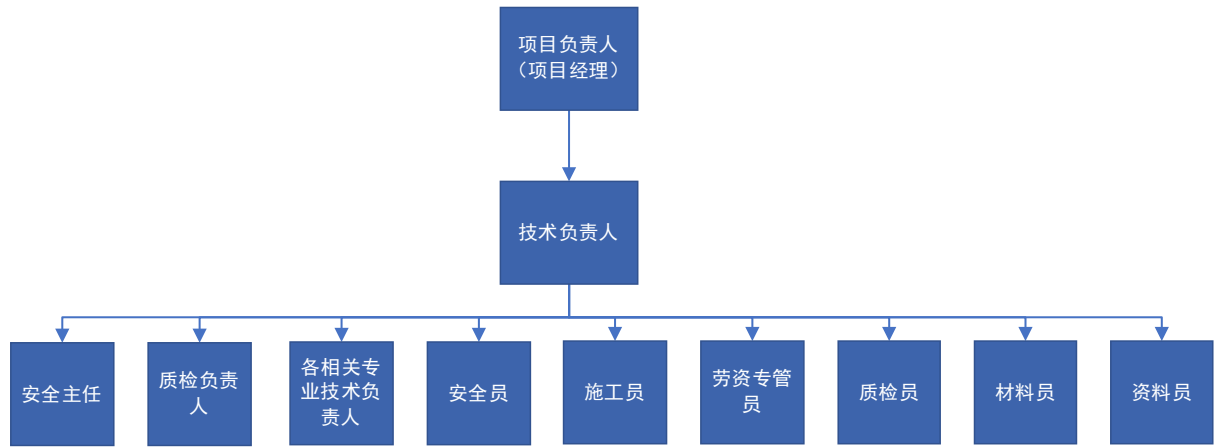 项目负责人
（项目经理）
技术负责人
安全主任
质检负责
人
各相关专
业技术负
责人
安全员
施工员
劳资专管
员
质检员
材料员
资料员